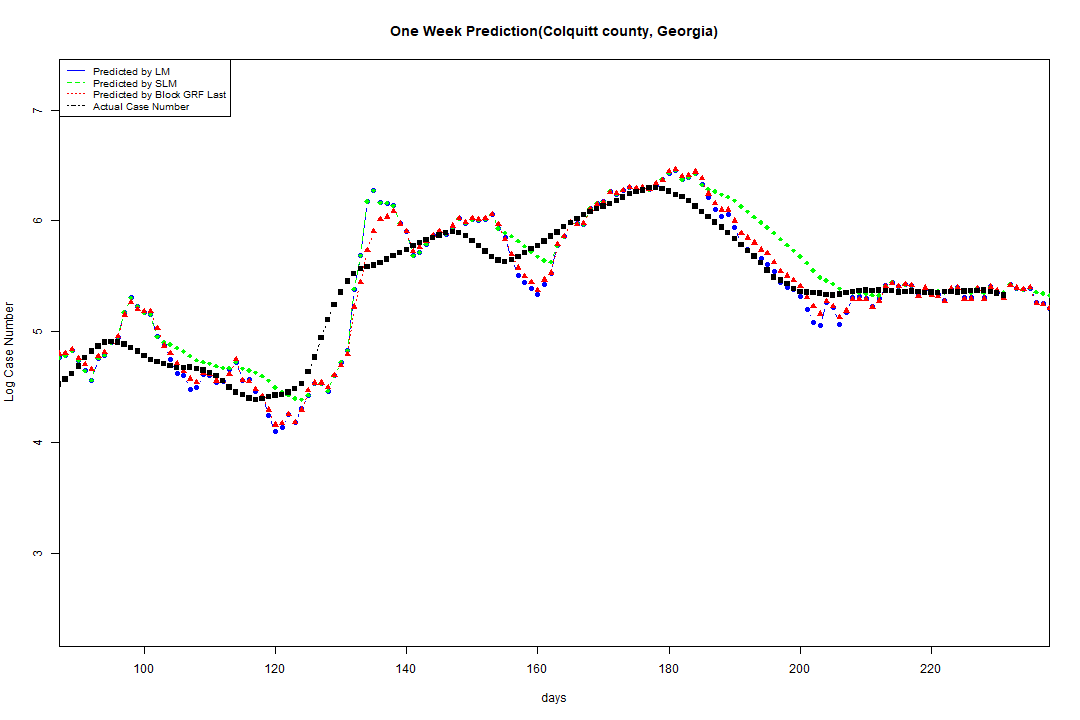 One Week Prediction(Colquitt county, Georgia)
Predicted by LM
Predicted by SLM
Predicted by Block GRF Last
Actual Case Number
7
6
5
4
3
Log Case Number
100 120 140 160 180 200 220
days